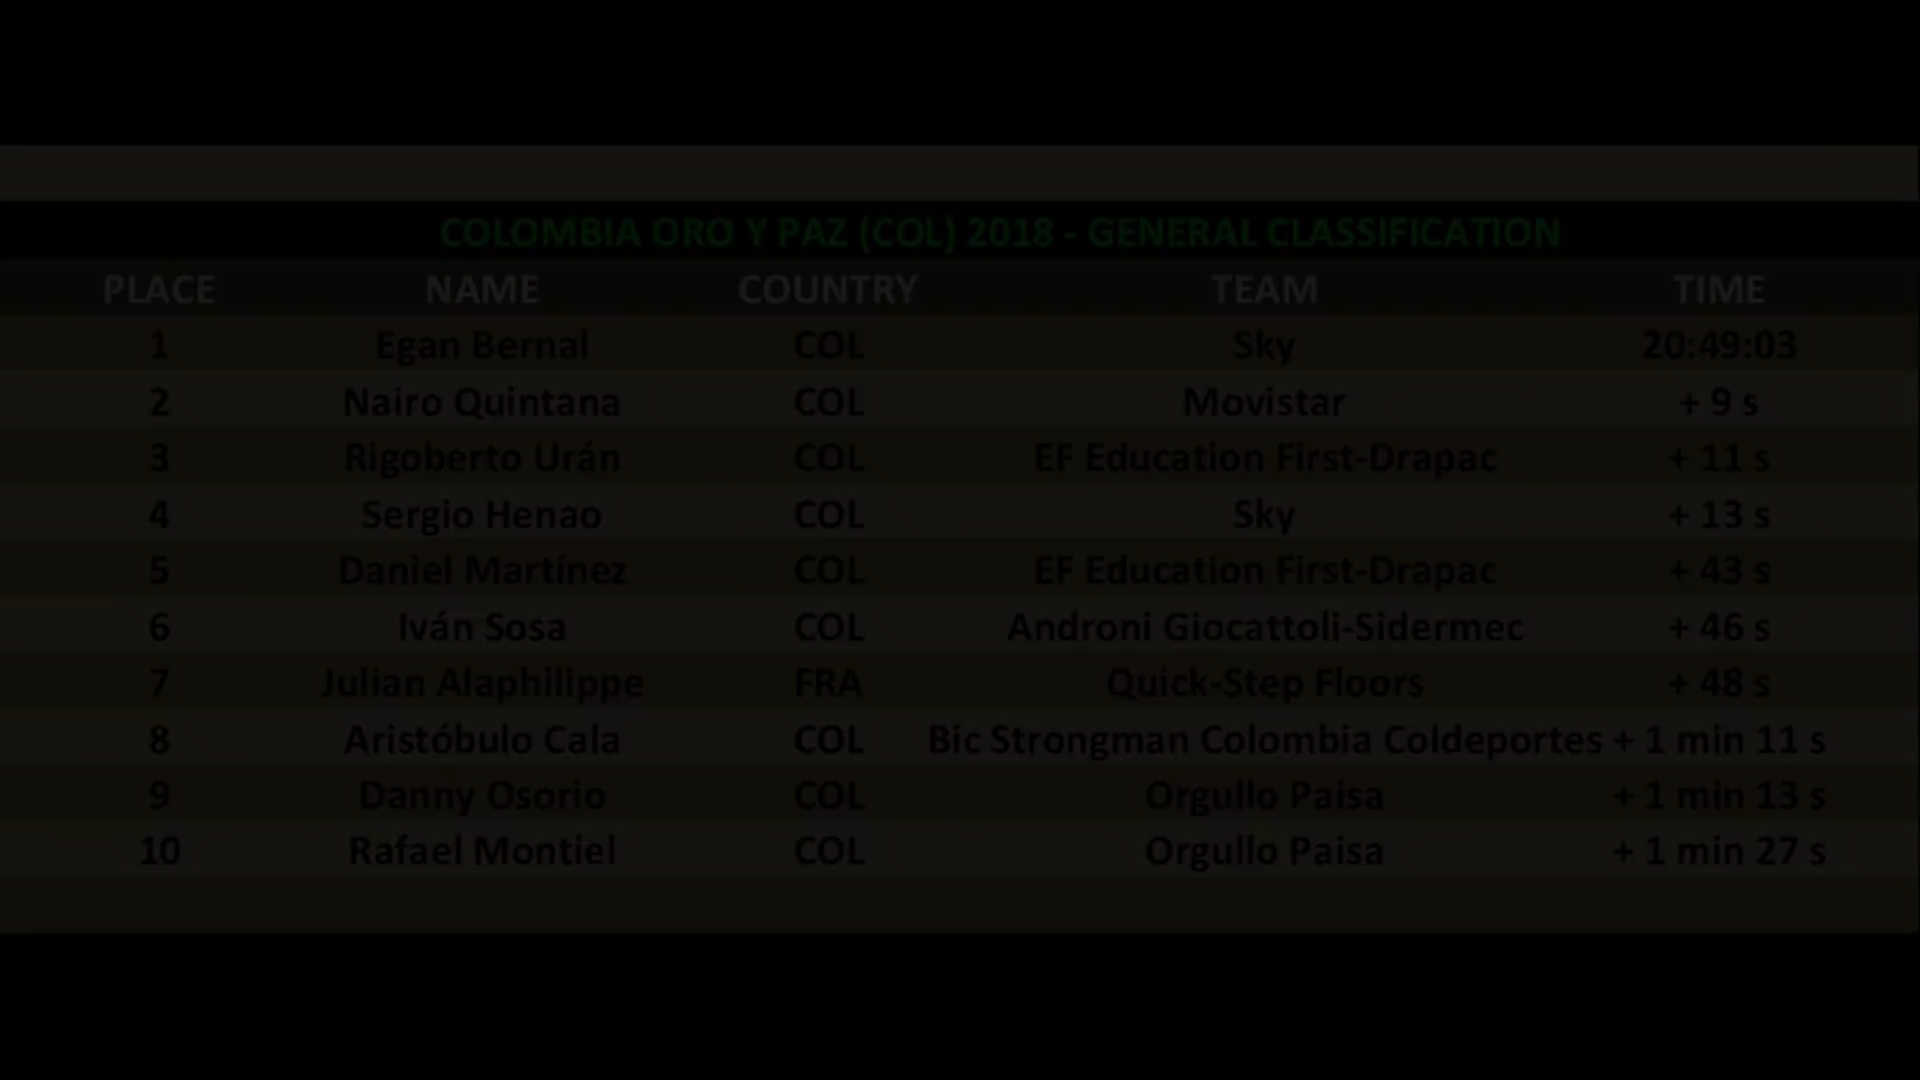 COLOMBIA ORO Y PAZ (COL) 2018 - GENERAL CLASSIFICATION
PLACE NAME COUNTRY TEAM TIME
1 Egan Bernal COL Sky 20:49:03
2 Nairo Quintana COL Movistar + 9 s
3 Rigoberto Urán COL EF Education First-Drapac + 11 s
4 Sergio Henao COL Sky + 13 s
5 Daniel Martínez COL EF Education First-Drapac + 43 s
6 Iván Sosa COL Androni Giocattoli-Sidermec + 46 s
7 Julian Alaphilippe FRA Quick-Step Floors + 48 s
8 Aristóbulo Cala COL Bic Strongman Colombia Coldeportes + 1 min 11 s
9 Danny Osorio COL Orgullo Paisa + 1 min 13 s
10 Rafael Montiel COL Orgullo Paisa + 1 min 27 s